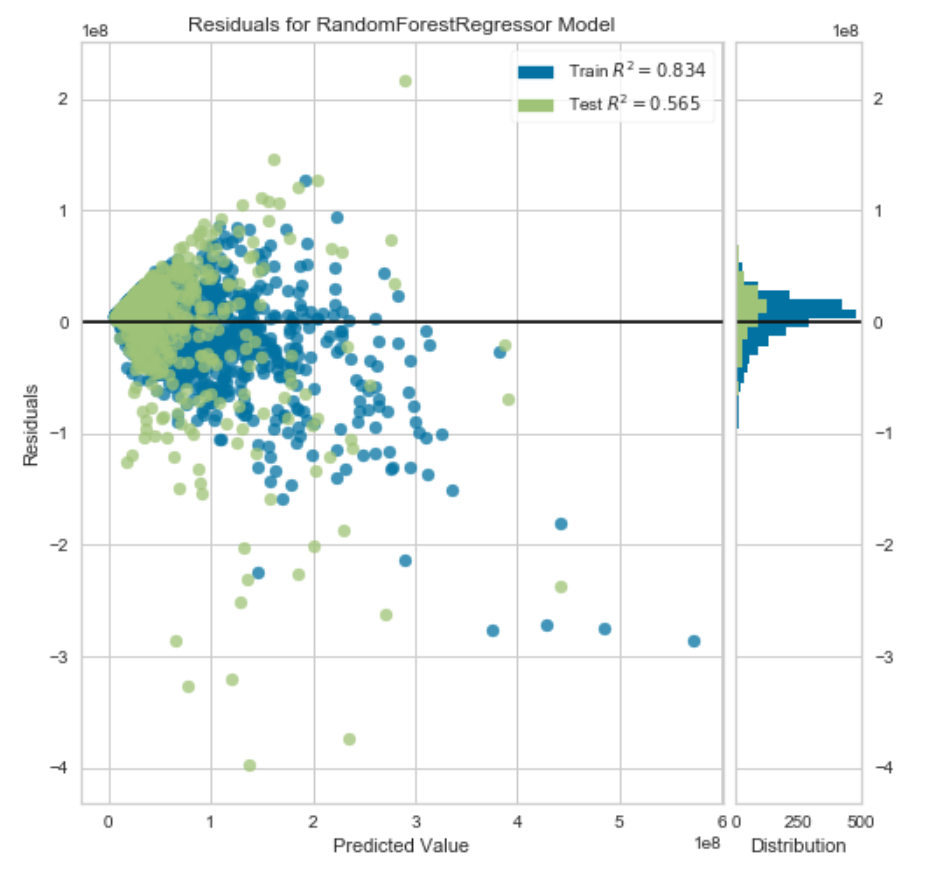 Residuals for RandomForestRegressor Model
1e8
1e8
Train R² = 0.834
Test R² = 0.565
2
1
0
−1
−2
−3
−4
2
1
0
−1
−2
−3
−4
Residuals
0 1 2 3 4 5 6
0 250 500
1e8
Predicted Value
Distribution